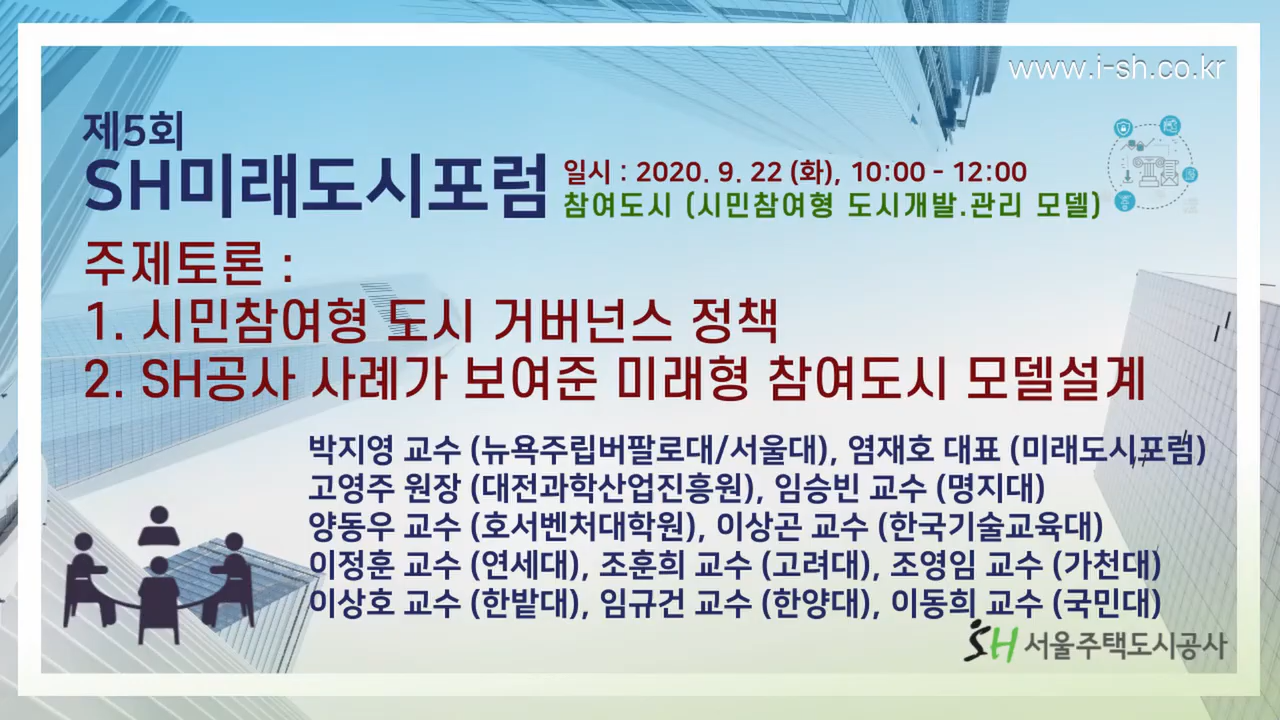 www.i-sh.co.kr
제5회
SH미래도시포럼
일시 : 2020. 9. 22 (화), 10:00 - 12:00
참여도시 (시민참여형 도시개발.관리 모델)
주제토론 :
1. 시민참여형 도시 거버넌스 정책
2. SH공사 사례가 보여준 미래형 참여도시 모델설계
박지영 교수 (뉴욕주립버팔로대/서울대), 염재호 대표 (미래도시포럼)
고영주 원장 (대전과학산업진흥원), 임승빈 교수 (명지대)
양동우 교수 (호서벤처대학원), 이상곤 교수 (한국기술교육대)
이정훈 교수 (연세대), 조훈희 교수 (고려대), 조영임 교수 (가천대)
이상호 교수 (한밭대), 임규건 교수 (한양대), 이동희 교수 (국민대)
SH 서울주택도시공사